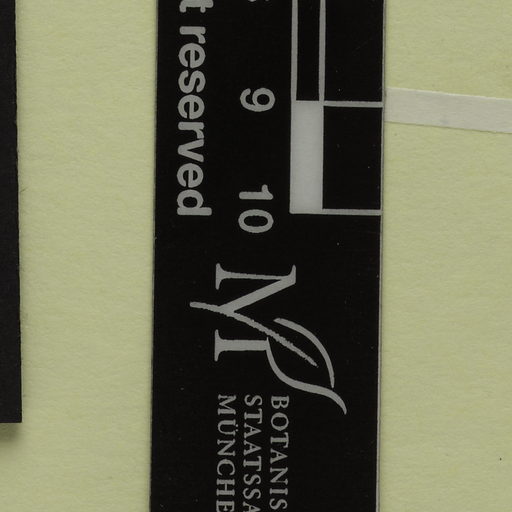 t reserved
9 10
BOTANIS
STAATSSA
MÜNCHE